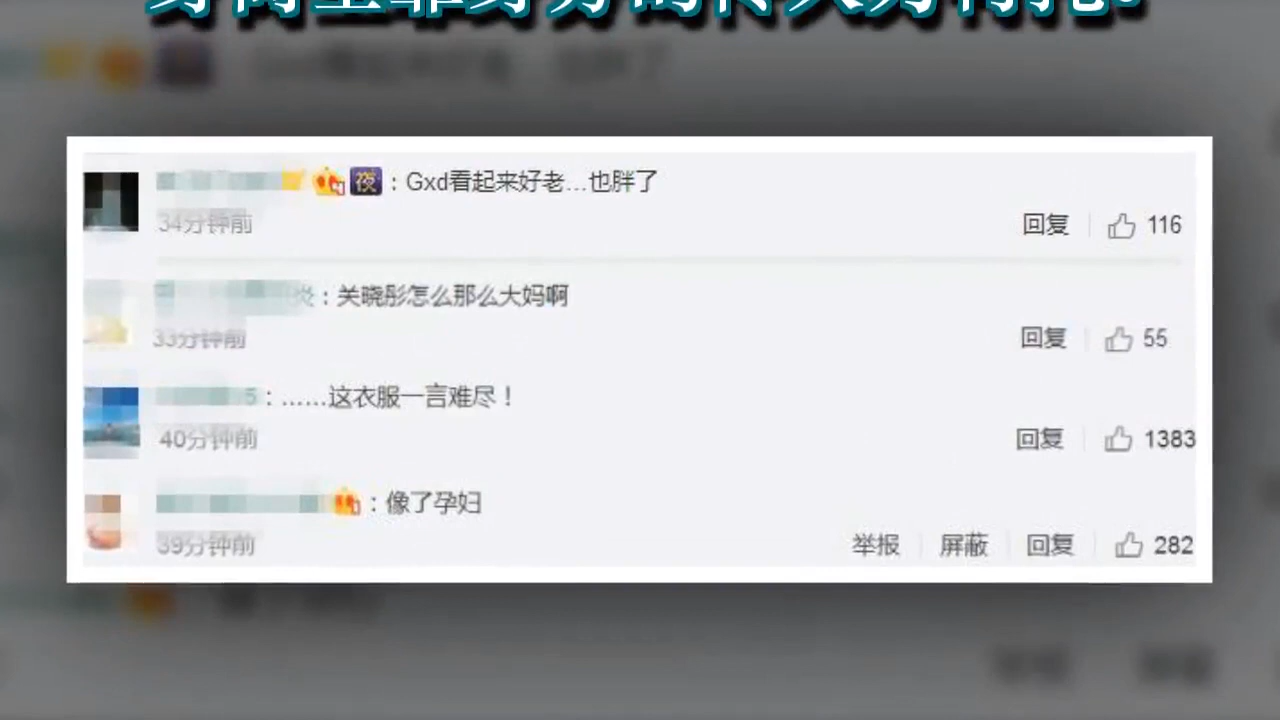 夜：Gxd看起来好老...也胖了
34分钟前
回复 116
炎：关晓彤怎么那么大妈啊
33分钟前
回复 55
5：......这衣服一言难尽！
40分钟前
回复 1383
：像了孕妇
39分钟前
举报 屏蔽 回复 282